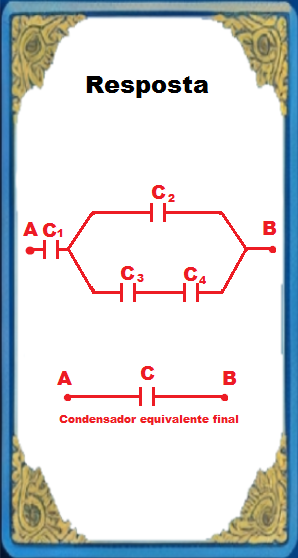 Resposta
C₂
A C₁ B
C₃ C₄
A C B
Condensador equivalente final